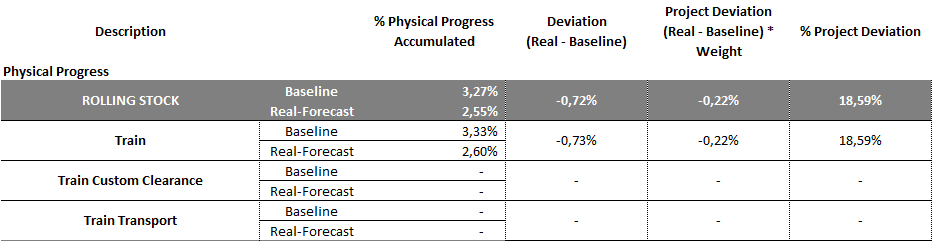 Description % Physical Progress Accumulated Deviation (Real - Baseline) Project Deviation (Real - Baseline) * Weight % Project Deviation
Physical Progress
ROLLING STOCK Baseline 3,27% -0,72% -0,22% 18,59%
Real-Forecast 2,55%
Train Baseline 3,33% -0,73% -0,22% 18,59%
Real-Forecast 2,60%
Train Custom Clearance Baseline - - - -
Real-Forecast -
Train Transport Baseline - - - -
Real-Forecast -